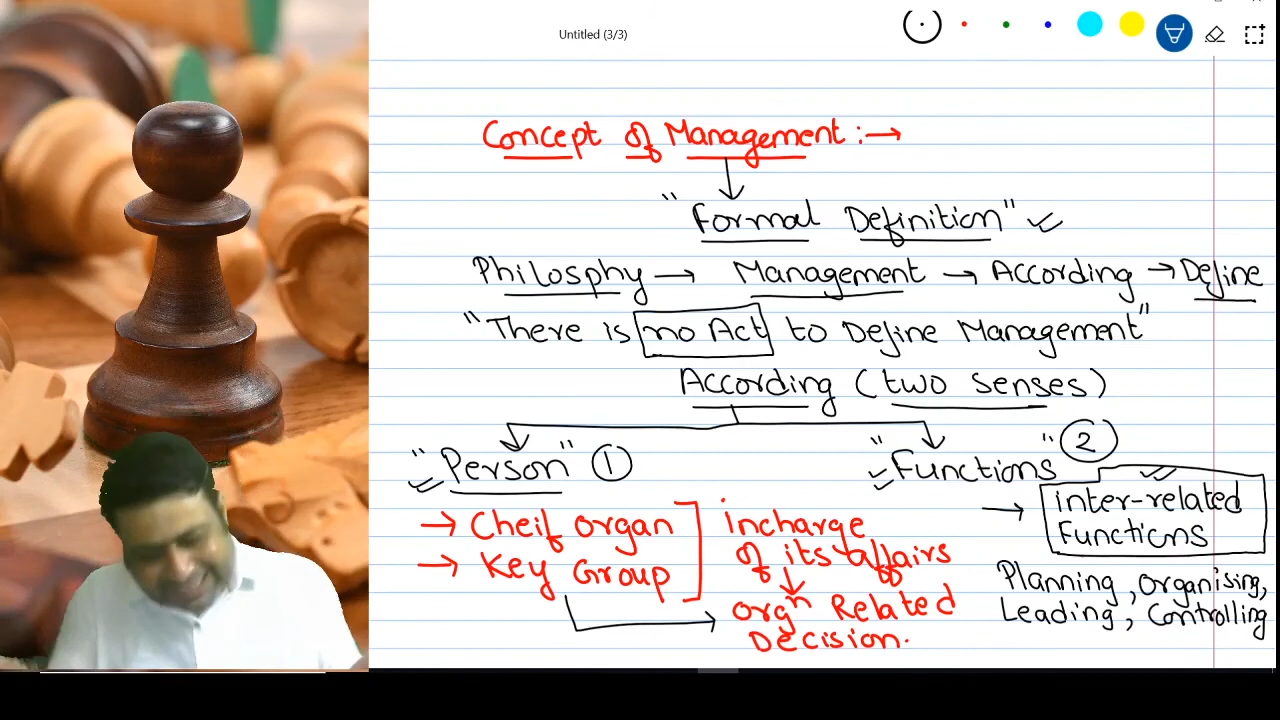 Untitled (3/3)
Concept of Management :→
"Formal Definition"
Philosphy → Management → According → Define
"There is no Act to Define Management"
According (two senses)
"Person" 1
→ Cheif organ
→ Key Group
incharge
of its affairs
orgⁿ Related
Decision.
"Functions" 2
→ inter-related
Functions
Planning, Organising,
Leading, Controlling